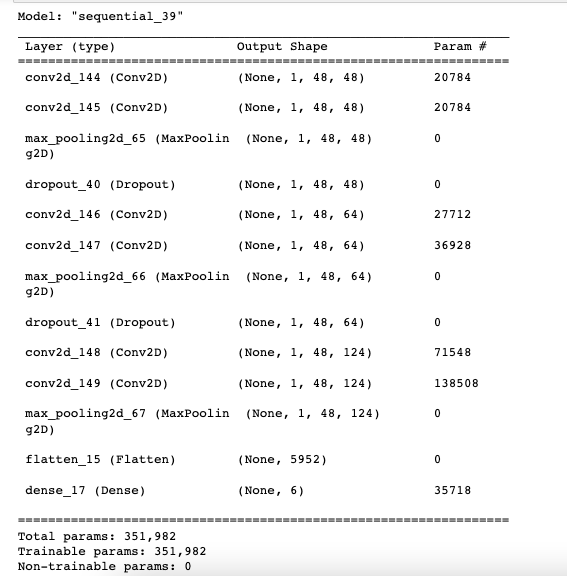 Model: "sequential_39"
Layer (type) Output Shape Param #
=================================================================
conv2d_144 (Conv2D) (None, 1, 48, 48) 20784
conv2d_145 (Conv2D) (None, 1, 48, 48) 20784
max_pooling2d_65 (MaxPoolin (None, 1, 48, 48) 0
g2D)
dropout_40 (Dropout) (None, 1, 48, 48) 0
conv2d_146 (Conv2D) (None, 1, 48, 64) 27712
conv2d_147 (Conv2D) (None, 1, 48, 64) 36928
max_pooling2d_66 (MaxPoolin (None, 1, 48, 64) 0
g2D)
dropout_41 (Dropout) (None, 1, 48, 64) 0
conv2d_148 (Conv2D) (None, 1, 48, 124) 71548
conv2d_149 (Conv2D) (None, 1, 48, 124) 138508
max_pooling2d_67 (MaxPoolin (None, 1, 48, 124) 0
g2D)
flatten_15 (Flatten) (None, 5952) 0
dense_17 (Dense) (None, 6) 35718
=================================================================
Total params: 351,982
Trainable params: 351,982
Non-trainable params: 0